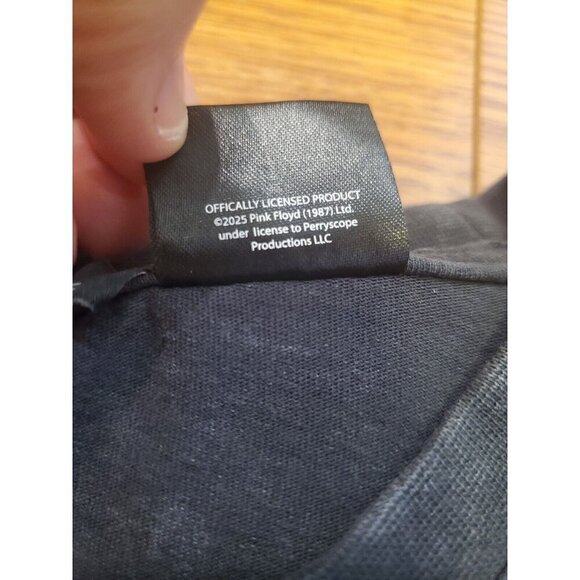 OFFICALLY LICENSED PRODUCT
©2025 Pink Floyd (1987) Ltd.
under license to Perryscope
Productions LLC